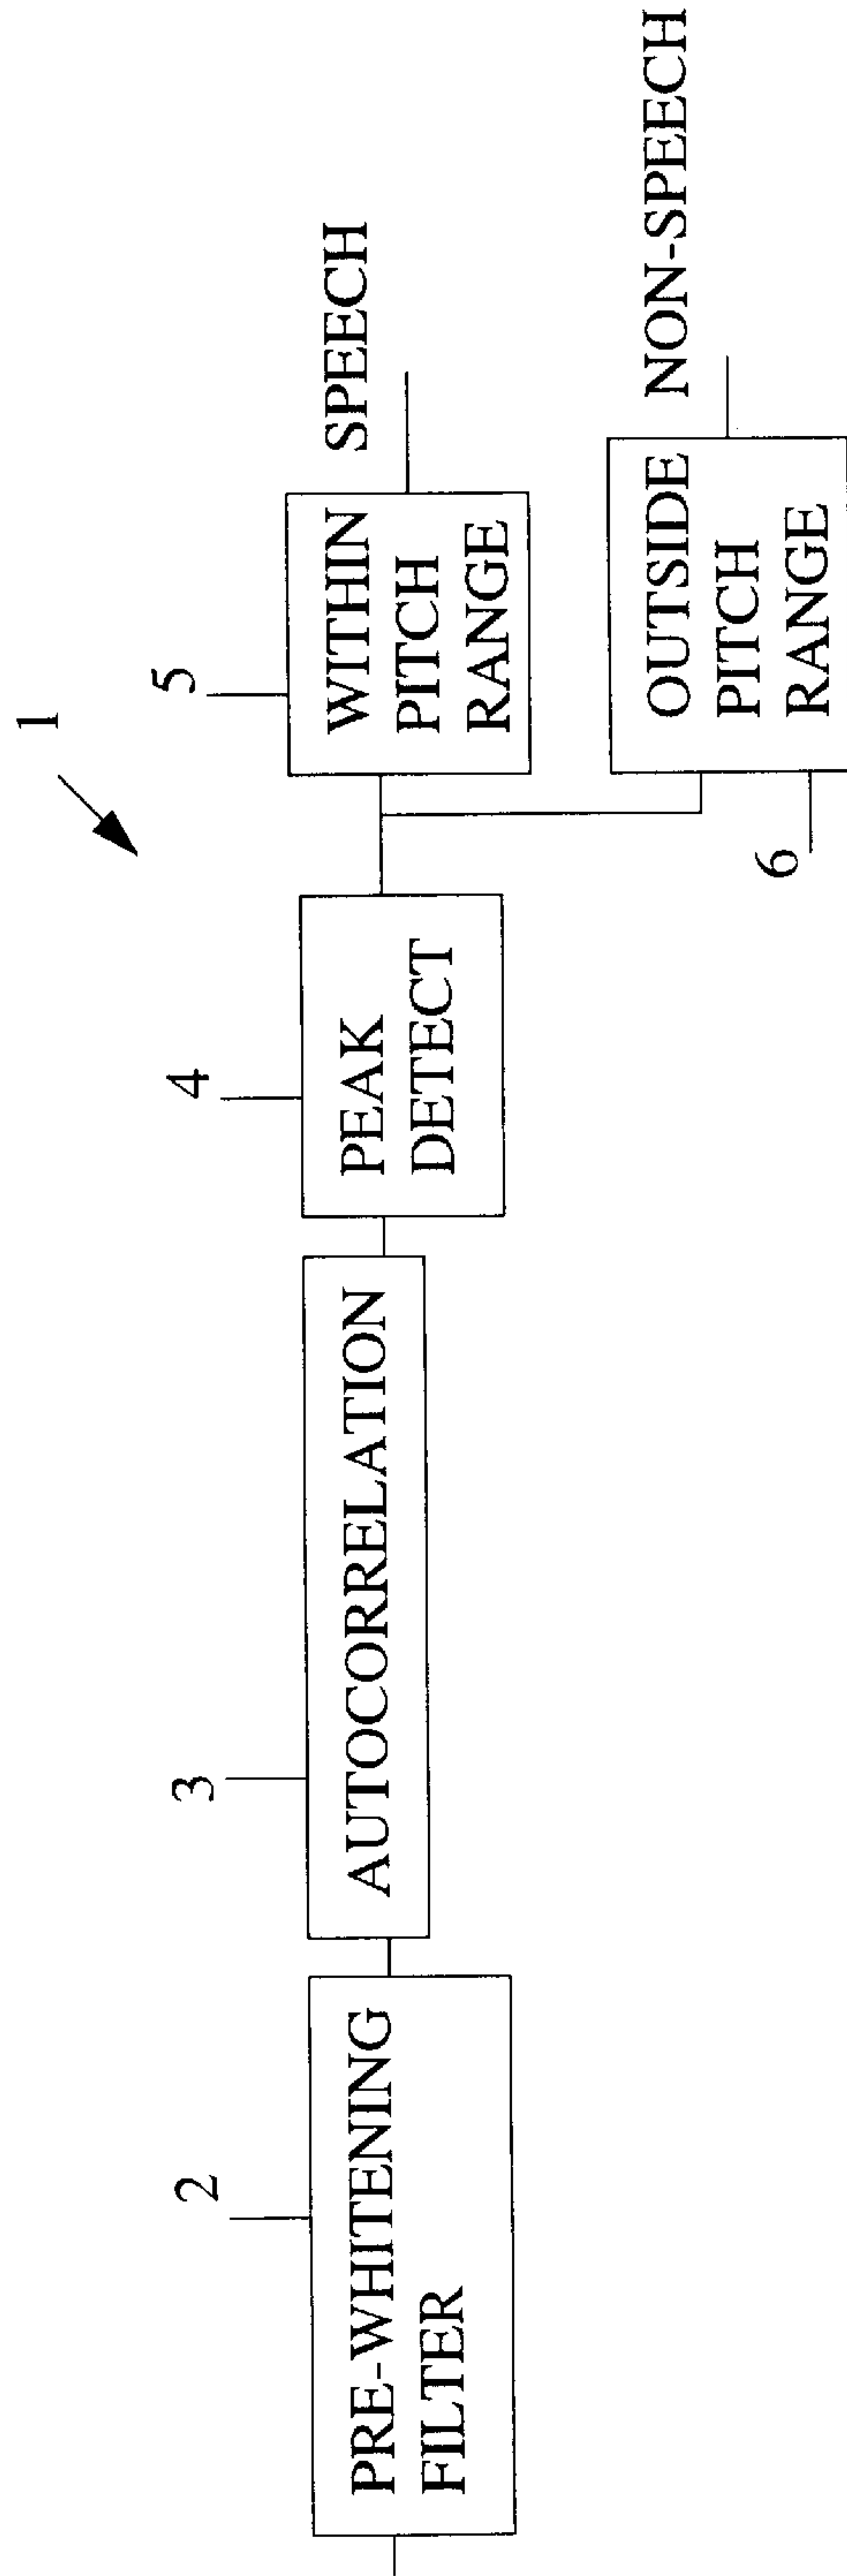 1
2
PRE-WHITENING
FILTER
3
AUTOCORRELATION
4
PEAK
DETECT
5
WITHIN
PITCH
RANGE
SPEECH
6
OUTSIDE
PITCH
RANGE
NON-SPEECH